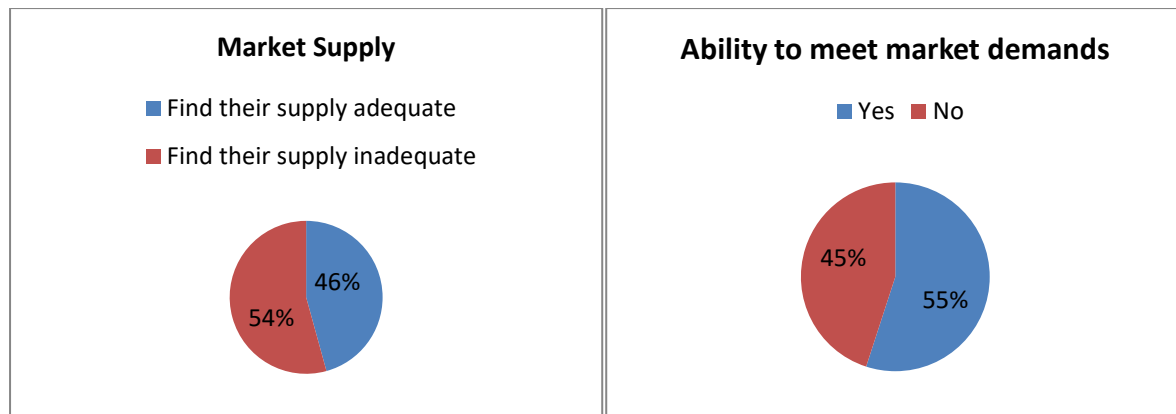 Market Supply
Find their supply adequate
Find their supply inadequate
46%
54%
Ability to meet market demands
Yes No
45%
55%